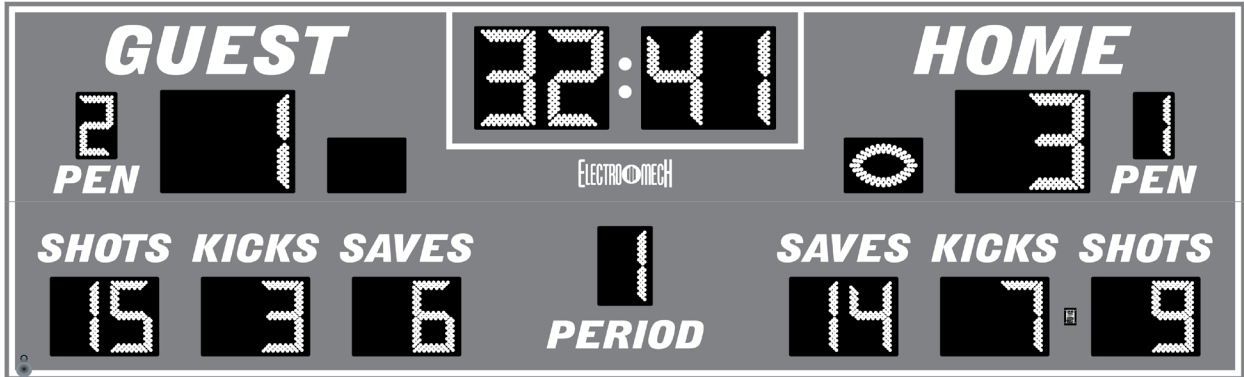 GUEST
32:41
HOME
2
1
3
1
PEN
ELECTRO MECH
PEN
SHOTS KICKS SAVES
1
SAVES KICKS SHOTS
15 3 6
14 7 9
PERIOD